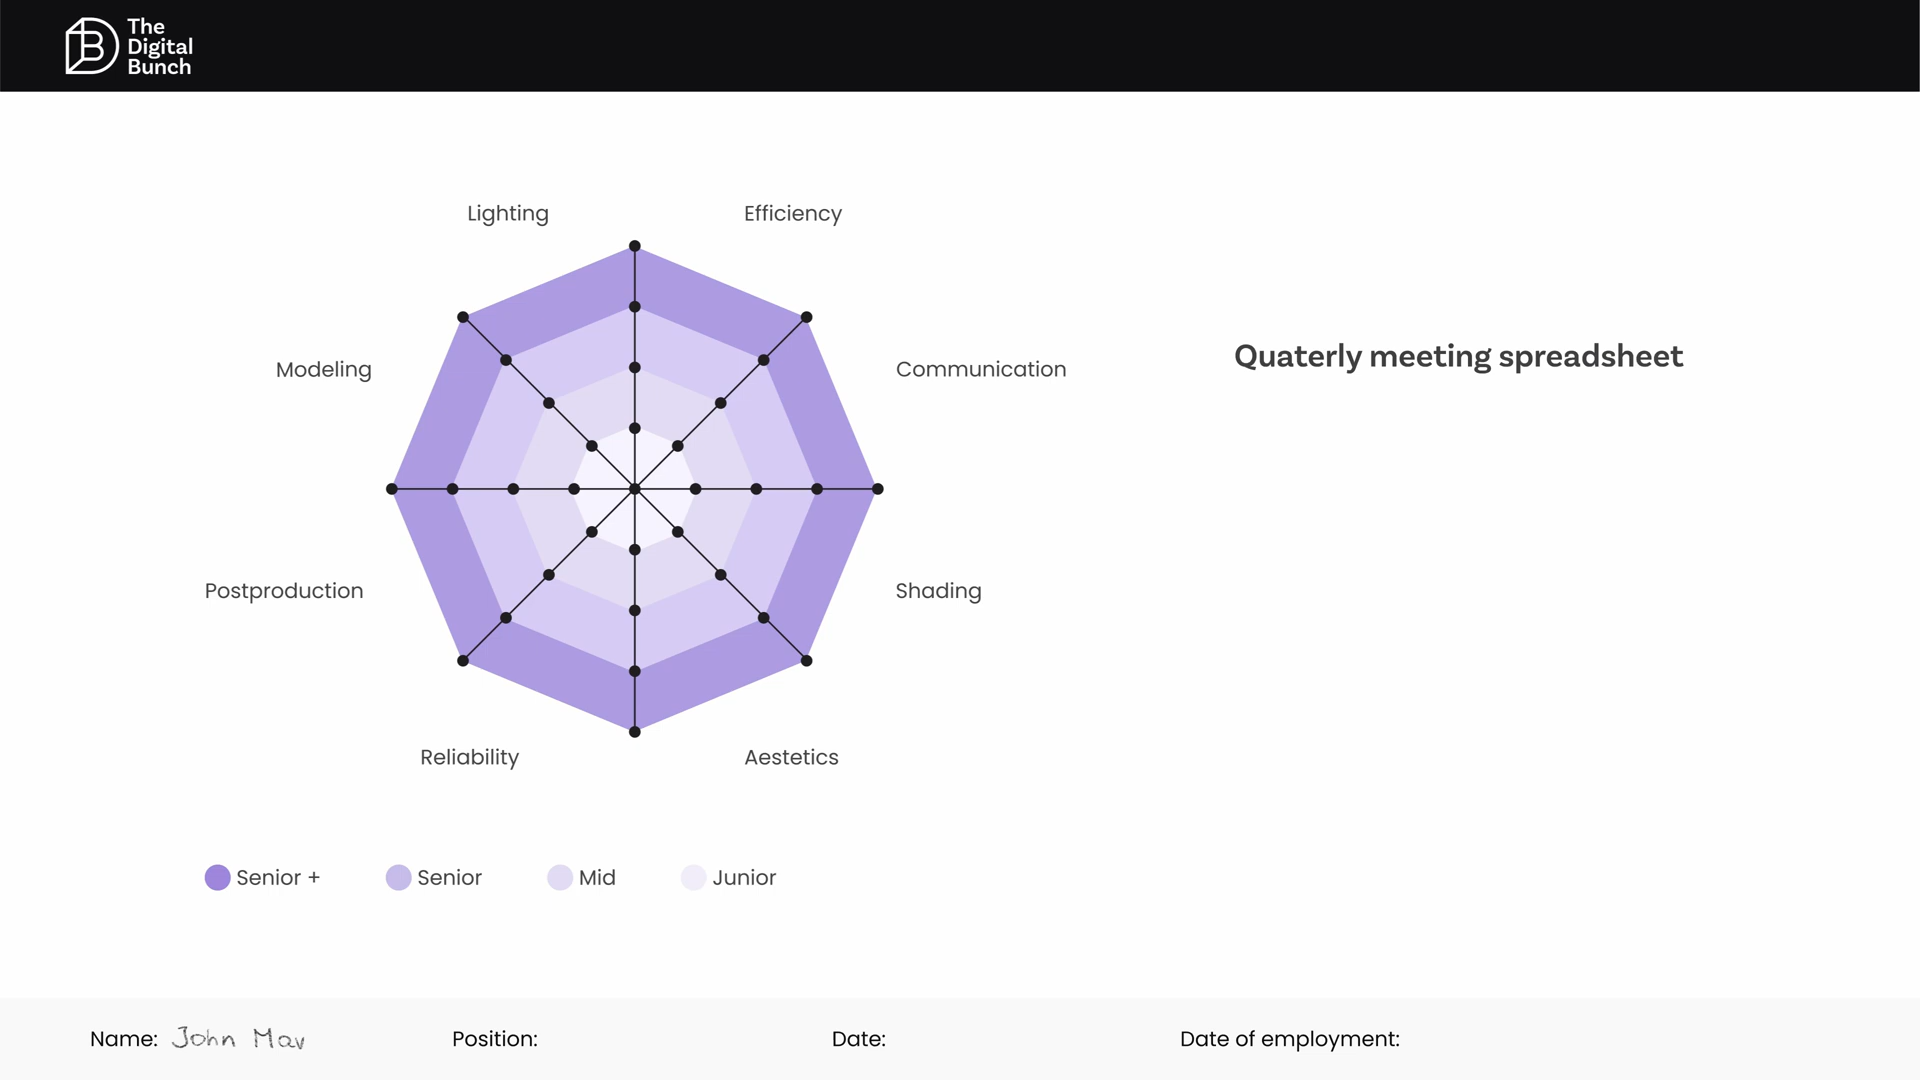 The
Digital
Bunch
Lighting
Efficiency
Modeling
Communication
Quaterly meeting spreadsheet
Postproduction
Shading
Reliability
Aestetics
Senior +
Senior
Mid
Junior
Name: John Mav
Position:
Date:
Date of employment: